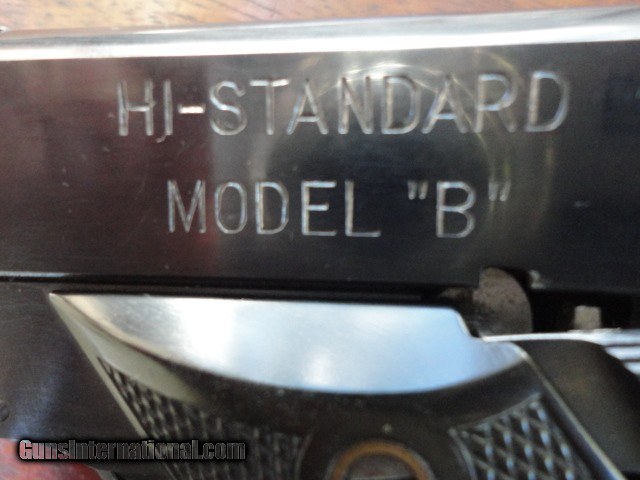 HI-STANDARD
MODEL "B"
GunsInternational.com